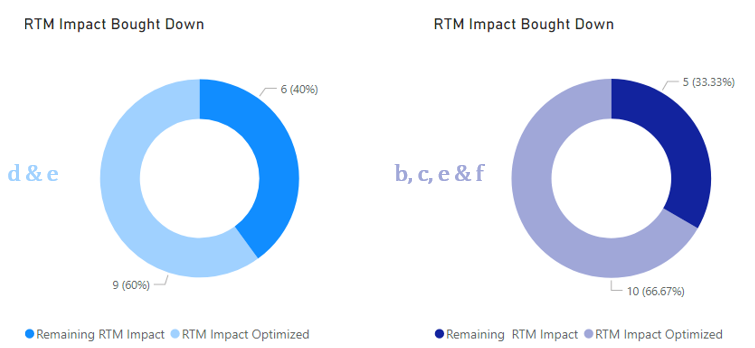 RTM Impact Bought Down
6 (40%)
d & e
9 (60%)
Remaining RTM Impact RTM Impact Optimized
RTM Impact Bought Down
5 (33.33%)
b, c, e & f
10 (66.67%)
Remaining RTM Impact RTM Impact Optimized